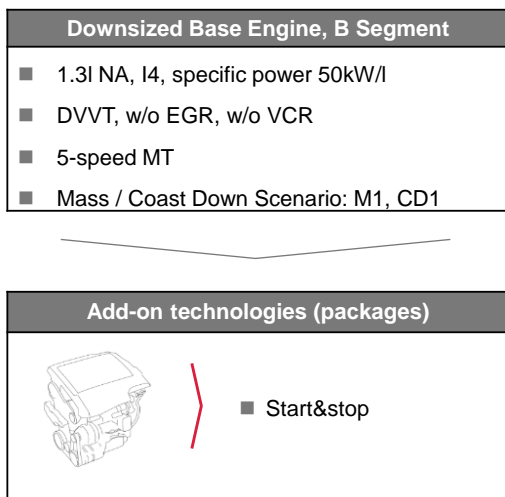 Downsized Base Engine, B Segment
1.3l NA, I4, specific power 50kW/l
DVVT, w/o EGR, w/o VCR
5-speed MT
Mass / Coast Down Scenario: M1, CD1
Add-on technologies (packages)
Start&stop